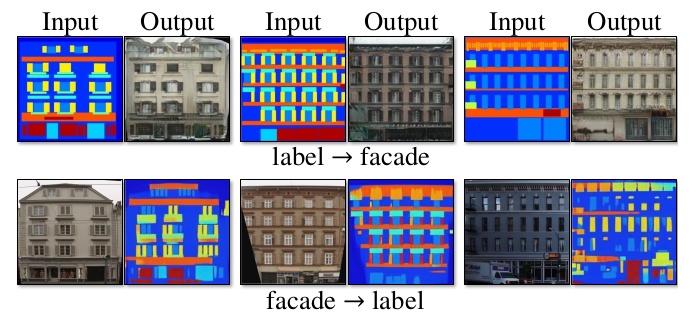 Input Output Input Output Input Output
label → facade
facade → label